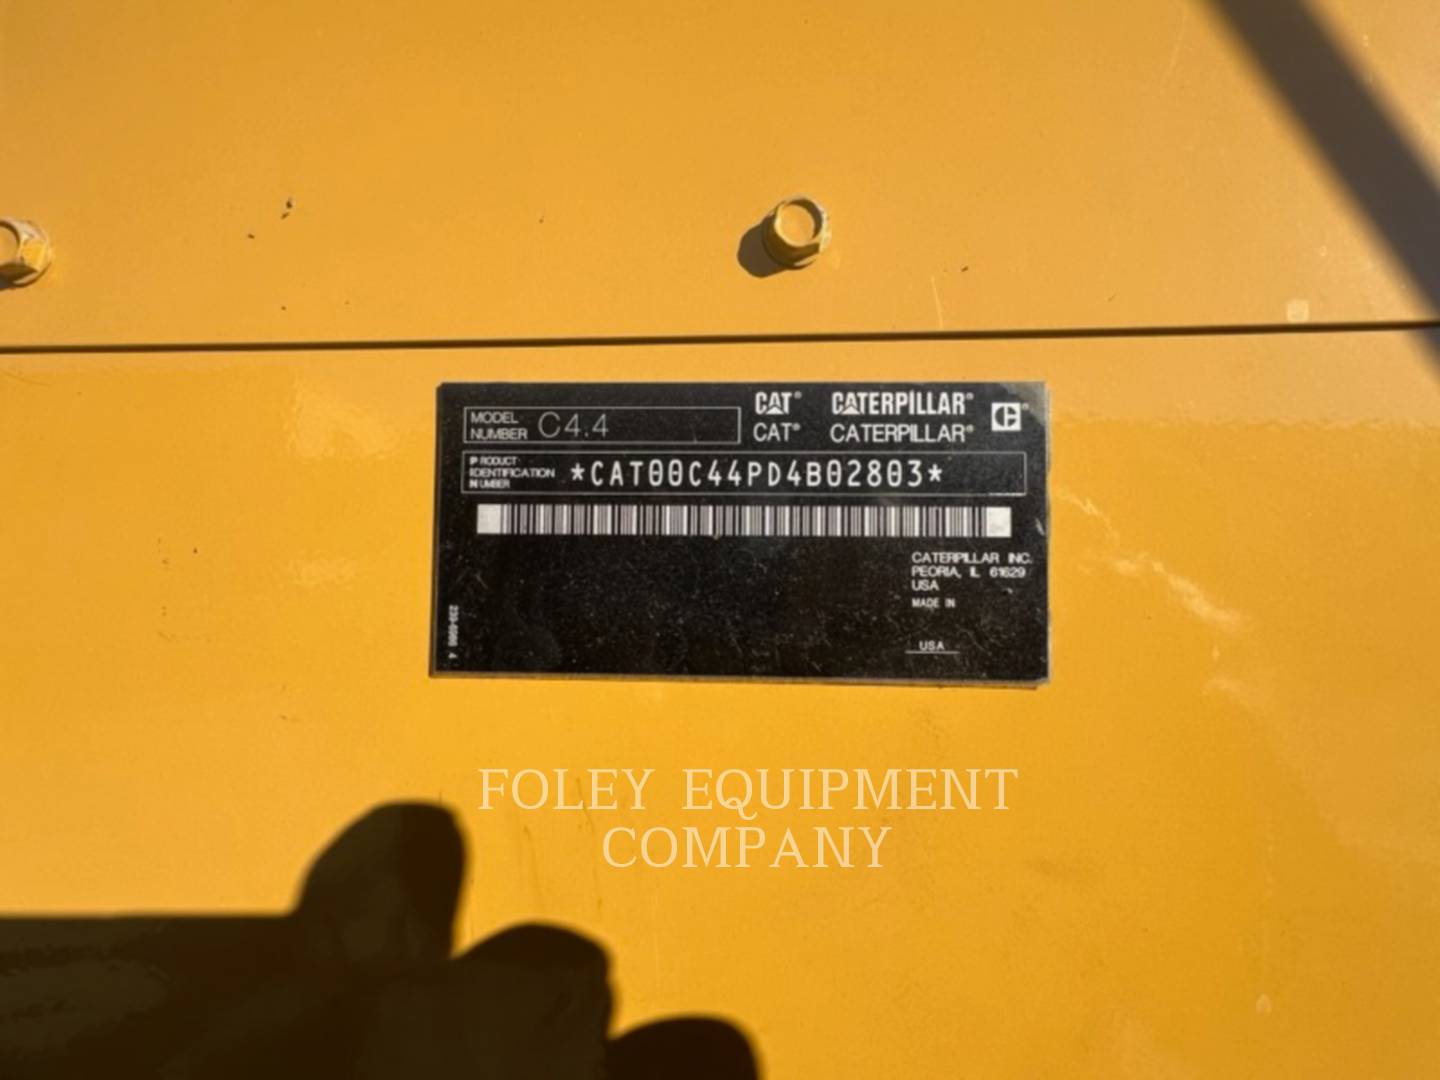 MODEL
NUMBER C4.4
CAT® CATERPILLAR®
CAT® CATERPILLAR®
PRODUCT
IDENTIFICATION
NUMBER *CAT00C44PD4B02803*
CATERPILLAR INC.
PEORIA, IL 61629
USA
MADE IN
USA
FOLEY EQUIPMENT
COMPANY